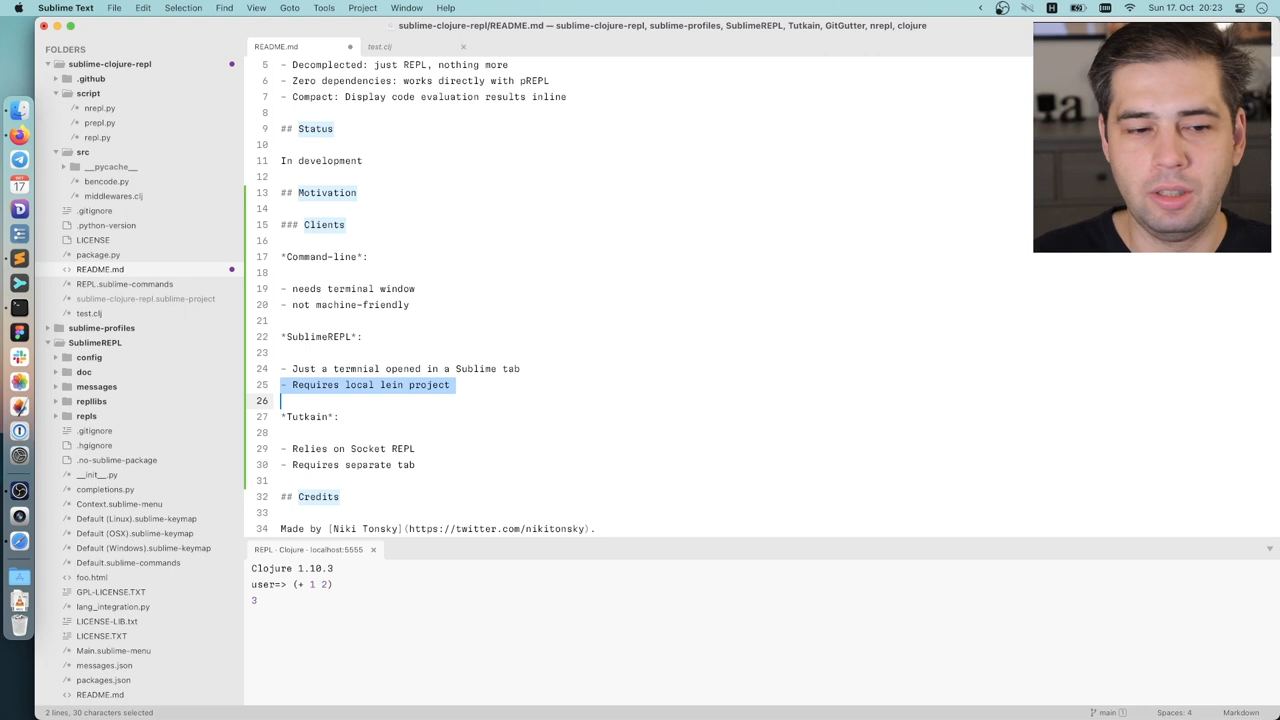 Sublime Text File Edit Selection Find View Goto Tools Project Window Help Sun 17. Oct 20:23
sublime-clojure-repl/README.md — sublime-clojure-repl, sublime-profiles, SublimeREPL, Tutkain, GitGutter, nrepl, clojure
FOLDERS
sublime-clojure-repl
.github
script
nrepl.py
prepl.py
repl.py
src
__pycache__
bencode.py
middlewares.clj
.gitignore
.python-version
LICENSE
package.py
README.md
REPL.sublime-commands
sublime-clojure-repl.sublime-project
test.clj
sublime-profiles
SublimeREPL
config
doc
messages
repllibs
repls
.gitignore
.hgignore
.no-sublime-package
__init__.py
completions.py
Context.sublime-menu
Default (Linux).sublime-keymap
Default (OSX).sublime-keymap
Default (Windows).sublime-keymap
Default.sublime-commands
foo.html
GPL-LICENSE.TXT
lang_integration.py
LICENSE-LIB.txt
LICENSE.TXT
Main.sublime-menu
messages.json
packages.json
README.md
README.md test.clj
5 - Decomplected: just REPL, nothing more
6 - Zero dependencies: works directly with pREPL
7 - Compact: Display code evaluation results inline
8
9 ## Status
10
11 In development
12
13 ## Motivation
14
15 ### Clients
16
17 *Command-line*:
18
19 - needs terminal window
20 - not machine-friendly
21
22 *SublimeREPL*:
23
24 - Just a termnial opened in a Sublime tab
25 - Requires local lein project
26
27 *Tutkain*:
28
29 - Relies on Socket REPL
30 - Requires separate tab
31
32 ## Credits
33
34 Made by [Niki Tonsky](https://twitter.com/nikitonsky).
REPL - Clojure - localhost:5555
Clojure 1.10.3
user=> (+ 1 2)
3
2 lines, 30 characters selected main 1 Spaces: 4 Markdown